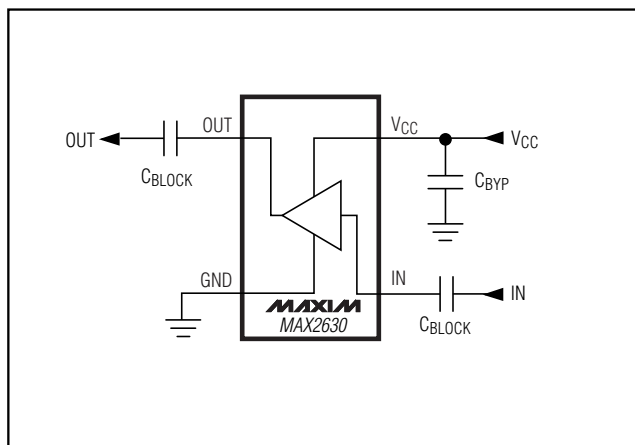 OUT
VCC
OUT
VCC
CBLOCK
CBYP
GND
IN
IN
MAXIM
MAX2630
CBLOCK